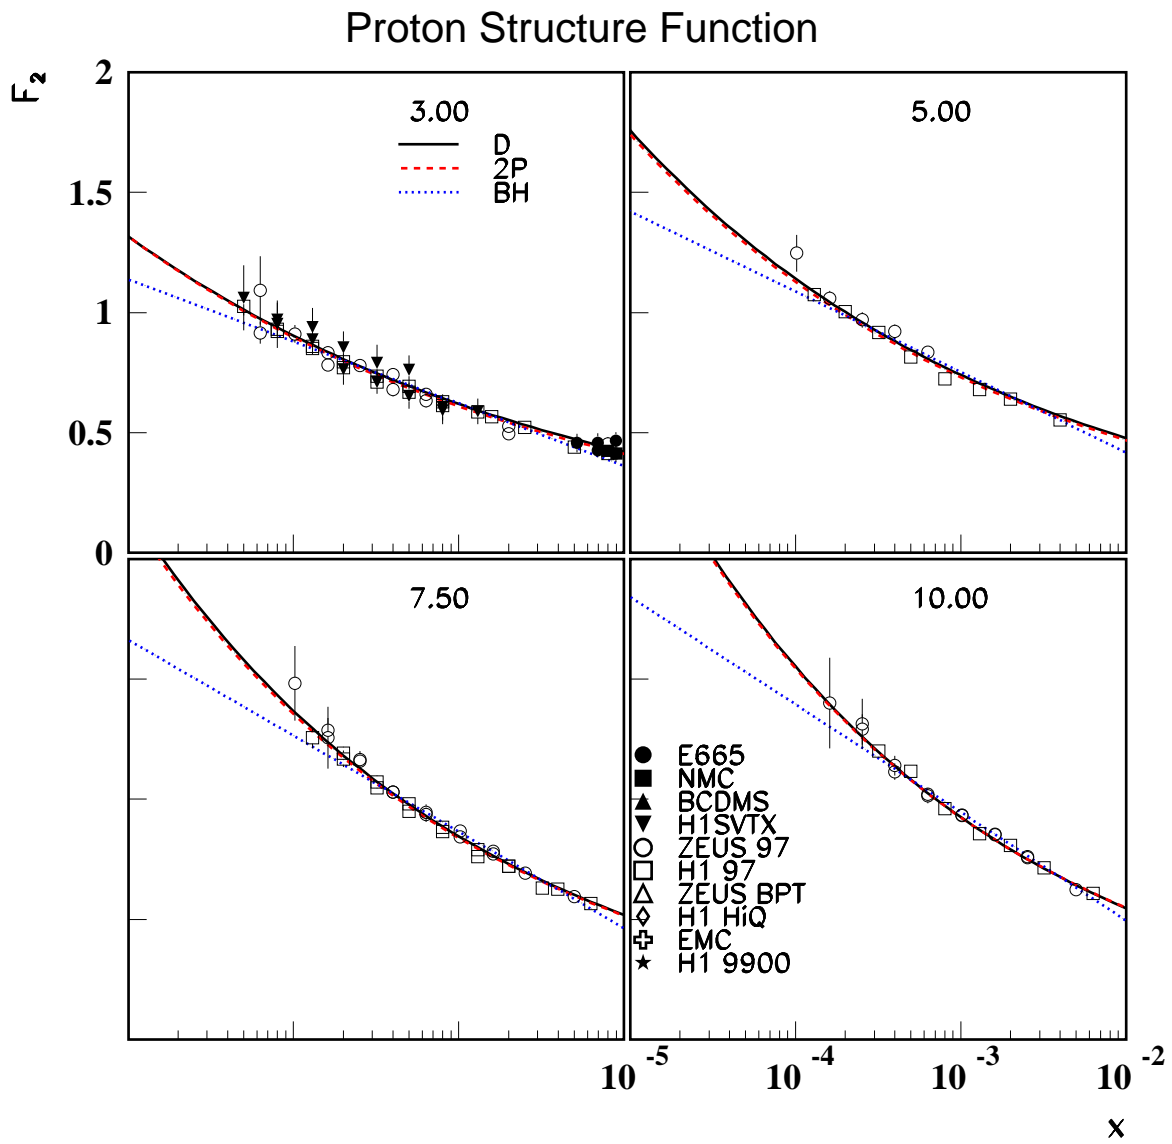 Proton Structure Function
F2
2
1.5
1
0.5
0
3.00
D
2P
BH
5.00
7.50
10.00
E665
NMC
BCDMS
H1SVTX
ZEUS 97
H1 97
ZEUS BPT
H1 HiQ
EMC
H1 9900
10 -5
10 -4
10 -3
10 -2
x